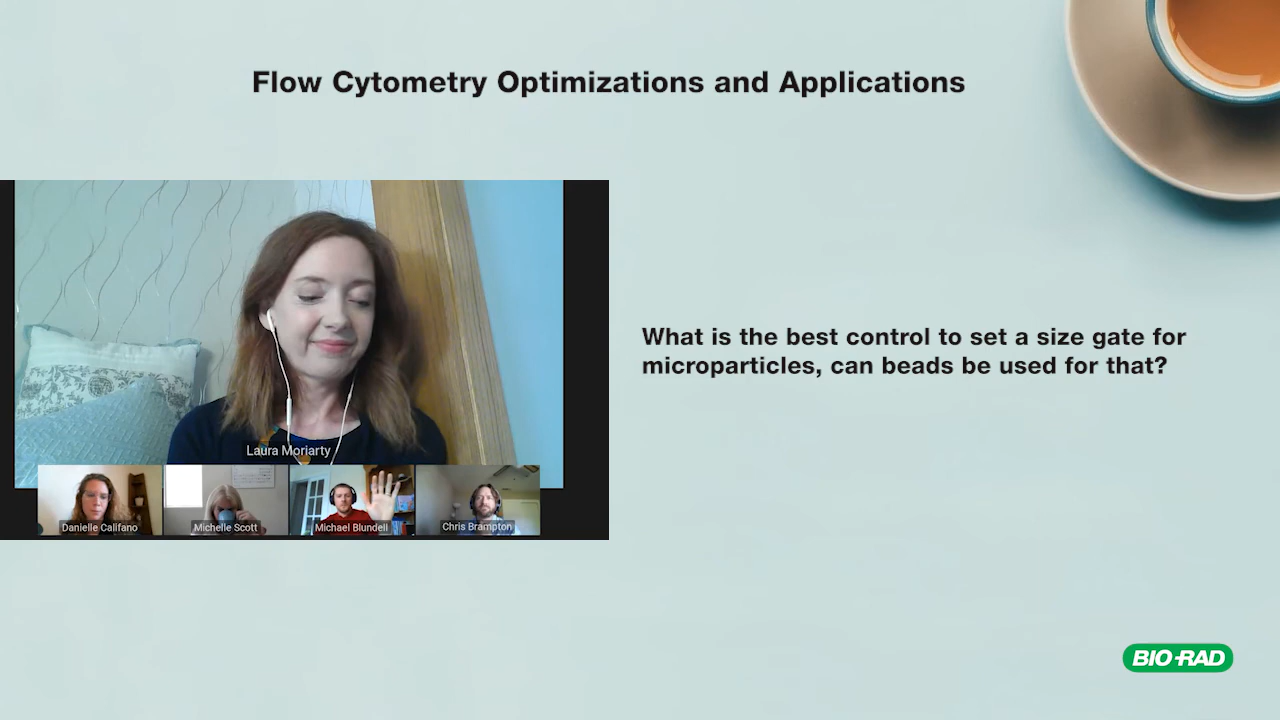 Flow Cytometry Optimizations and Applications
What is the best control to set a size gate for
microparticles, can beads be used for that?
Laura Moriarty
Danielle Califano
Michelle Scott
Michael Blundell
Chris Brampton
BIO-RAD